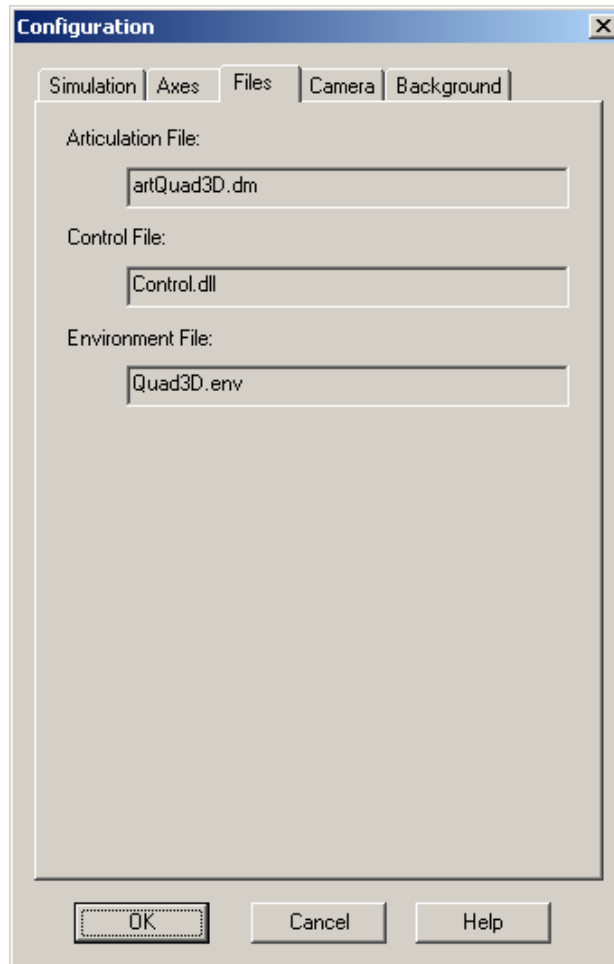 Configuration
Simulation Axes Files Camera Background
Articulation File:
artQuad3D.dm
Control File:
Control.dll
Environment File:
Quad3D.env
OK Cancel Help